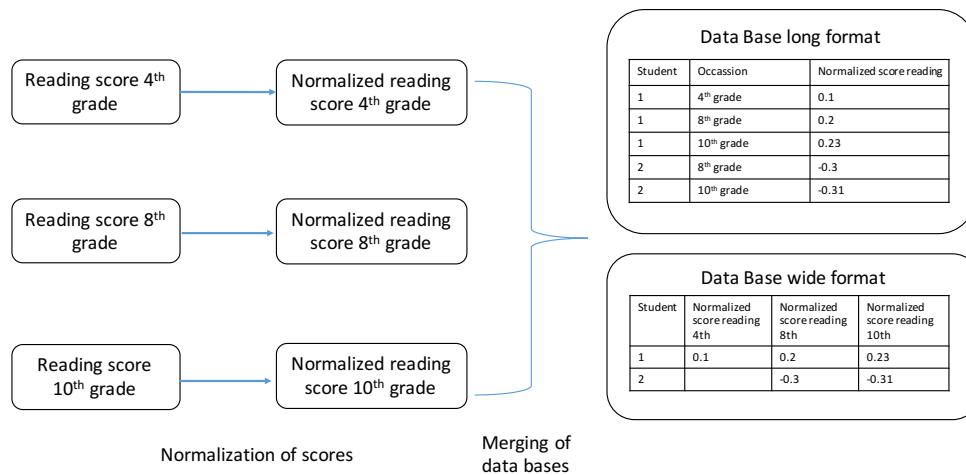 Reading score 4th
grade
Normalized reading
score 4th grade
Reading score 8th
grade
Normalized reading
score 8th grade
Reading score
10th grade
Normalized reading
score 10th grade
Normalization of scores
Merging of
data bases
Data Base long format
Student Occassion Normalized score reading
1 4th grade 0.1
1 8th grade 0.2
1 10th grade 0.23
2 8th grade -0.3
2 10th grade -0.31
Data Base wide format
Student Normalized Normalized Normalized
score reading score reading score reading
4th 8th 10th
1 0.1 0.2 0.23
2 -0.3 -0.31